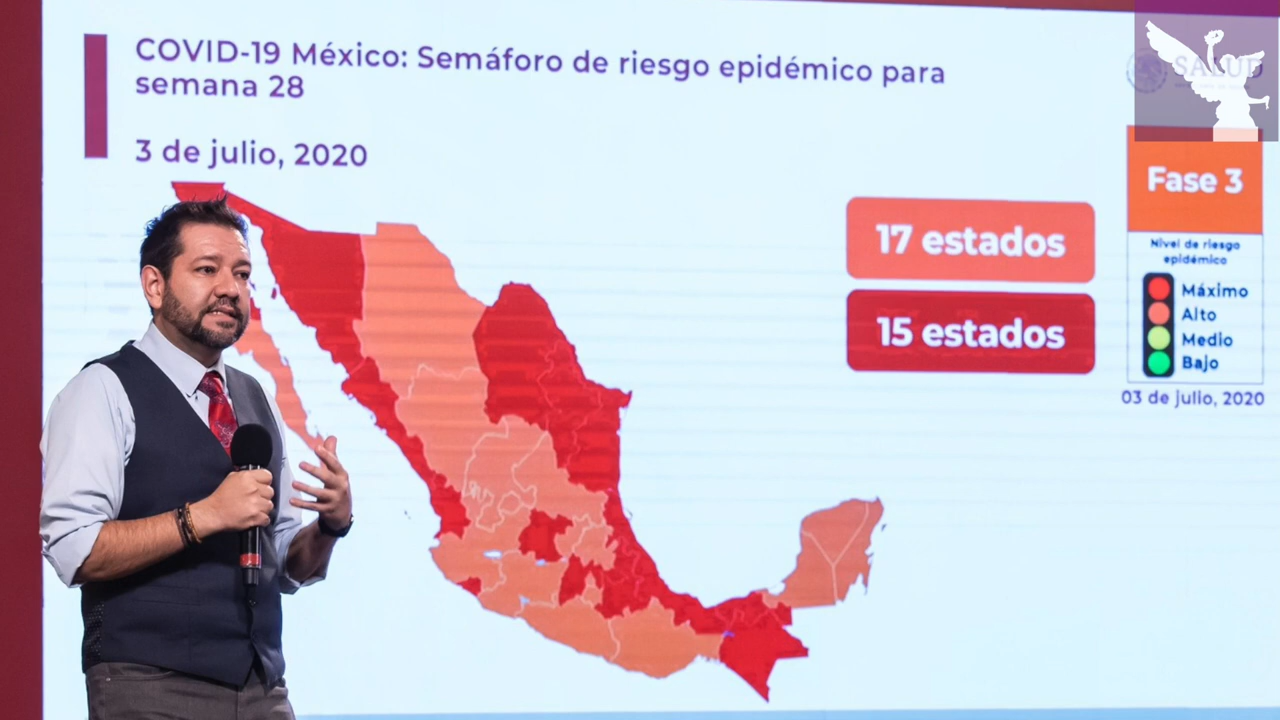 COVID-19 México: Semáforo de riesgo epidémico para
semana 28
3 de julio, 2020
SALUD
17 estados
15 estados
Fase 3
Nivel de riesgo
epidémico
Máximo
Alto
Medio
Bajo
03 de julio, 2020